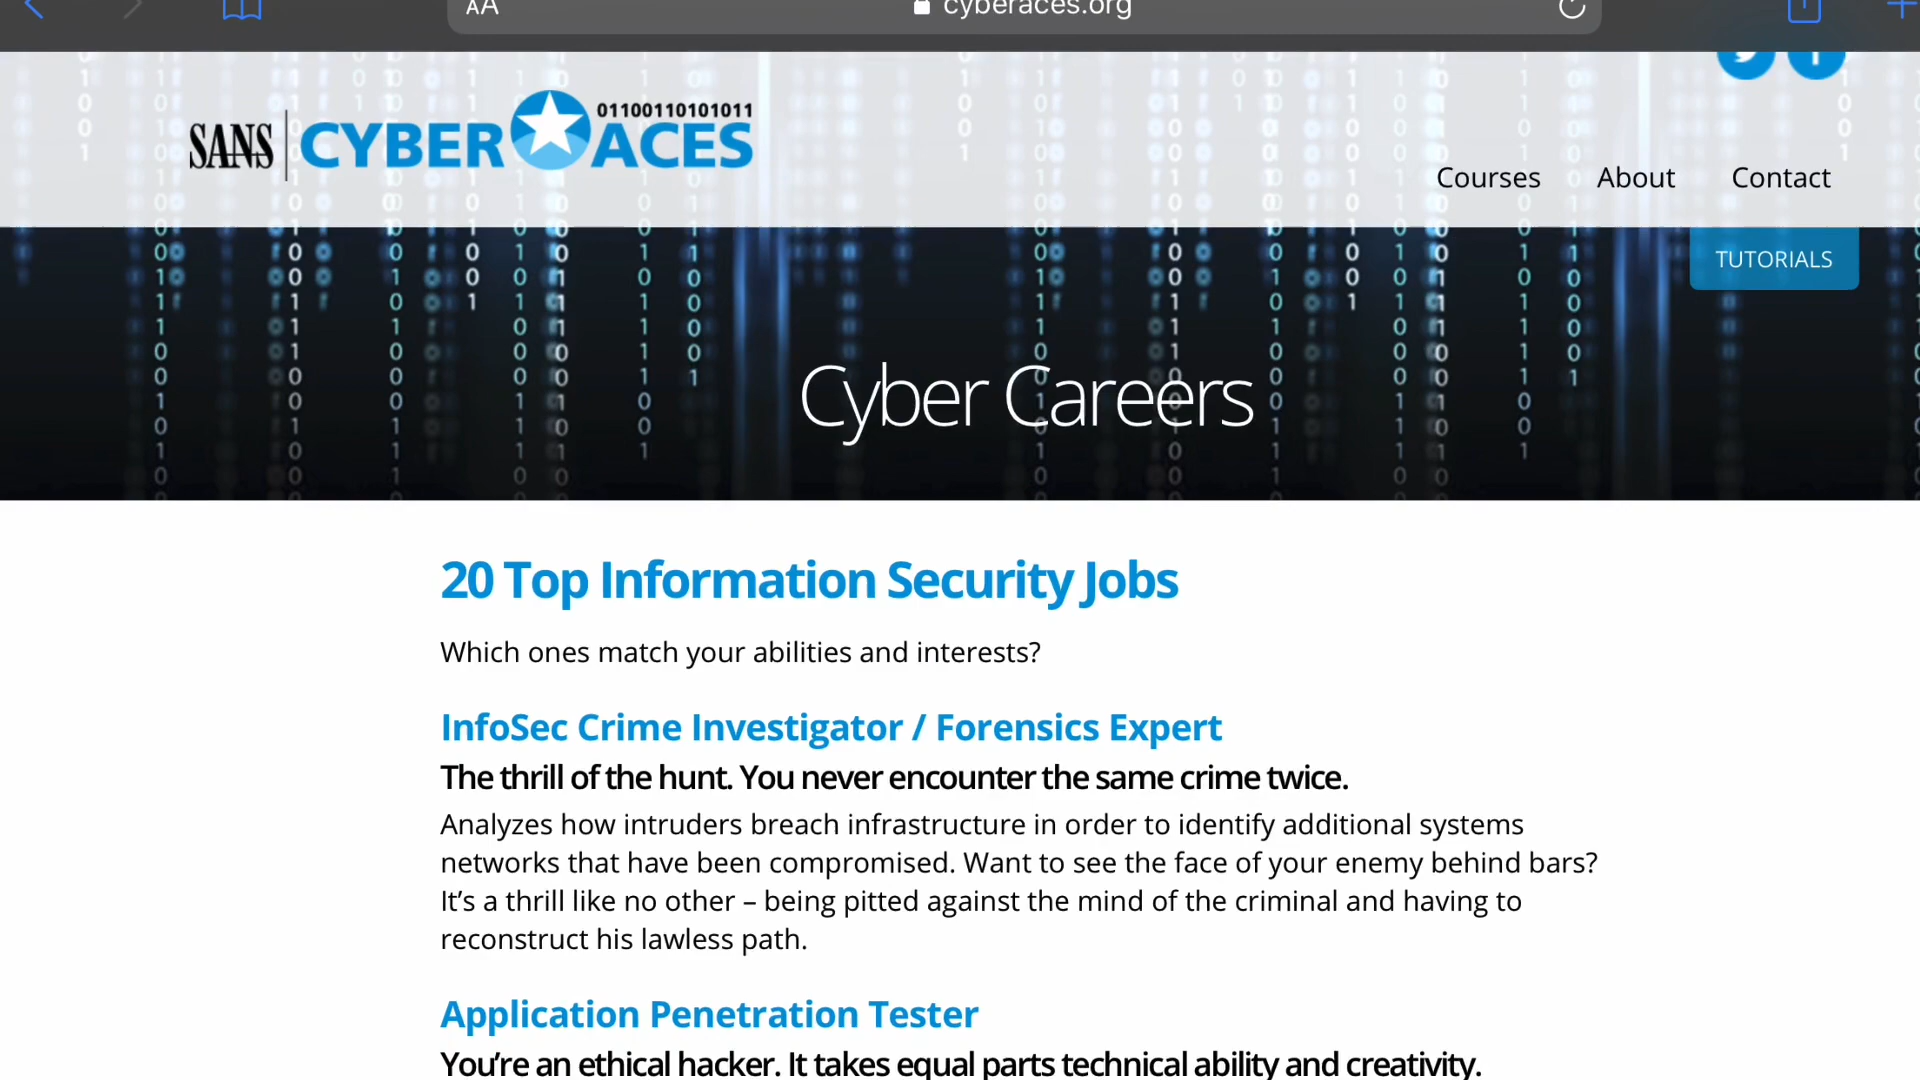 AA
cyberaces.org
SANS CYBER ACES
01100110101011
Courses About Contact
TUTORIALS
Cyber Careers
20 Top Information Security Jobs
Which ones match your abilities and interests?
InfoSec Crime Investigator / Forensics Expert
The thrill of the hunt. You never encounter the same crime twice.
Analyzes how intruders breach infrastructure in order to identify additional systems
networks that have been compromised. Want to see the face of your enemy behind bars?
It’s a thrill like no other – being pitted against the mind of the criminal and having to
reconstruct his lawless path.
Application Penetration Tester
You’re an ethical hacker. It takes equal parts technical ability and creativity.